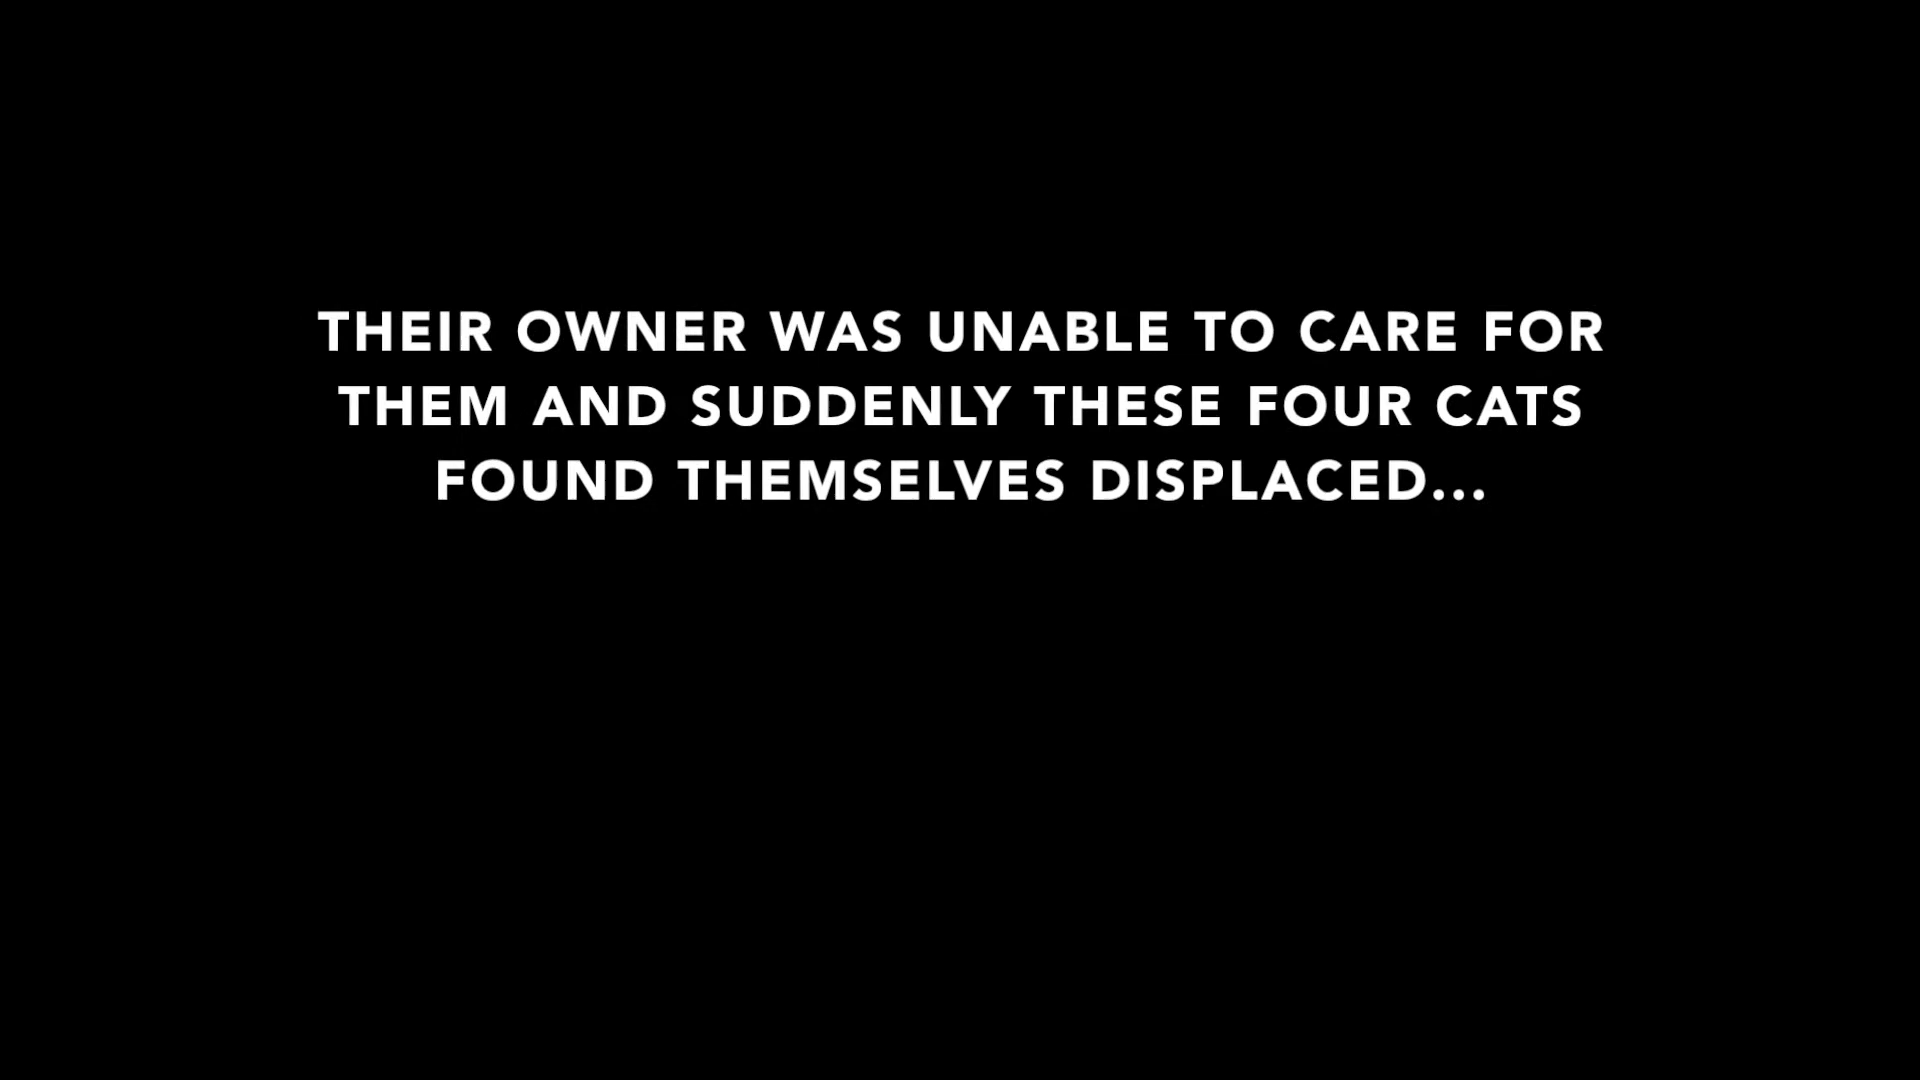 THEIR OWNER WAS UNABLE TO CARE FOR
THEM AND SUDDENLY THESE FOUR CATS
FOUND THEMSELVES DISPLACED...